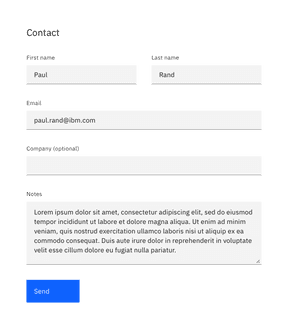 Contact
First name
Last name
Paul
Rand
Email
paul.rand@ibm.com
Company (optional)
Notes
Lorem ipsum dolor sit amet, consectetur adipiscing elit, sed do eiusmod
tempor incididunt ut labore et dolore magna aliqua. Ut enim ad minim
veniam, quis nostrud exercitation ullamco laboris nisi ut aliquip ex ea
commodo consequat. Duis aute irure dolor in reprehenderit in voluptate
velit esse cillum dolore eu fugiat nulla pariatur.
Send